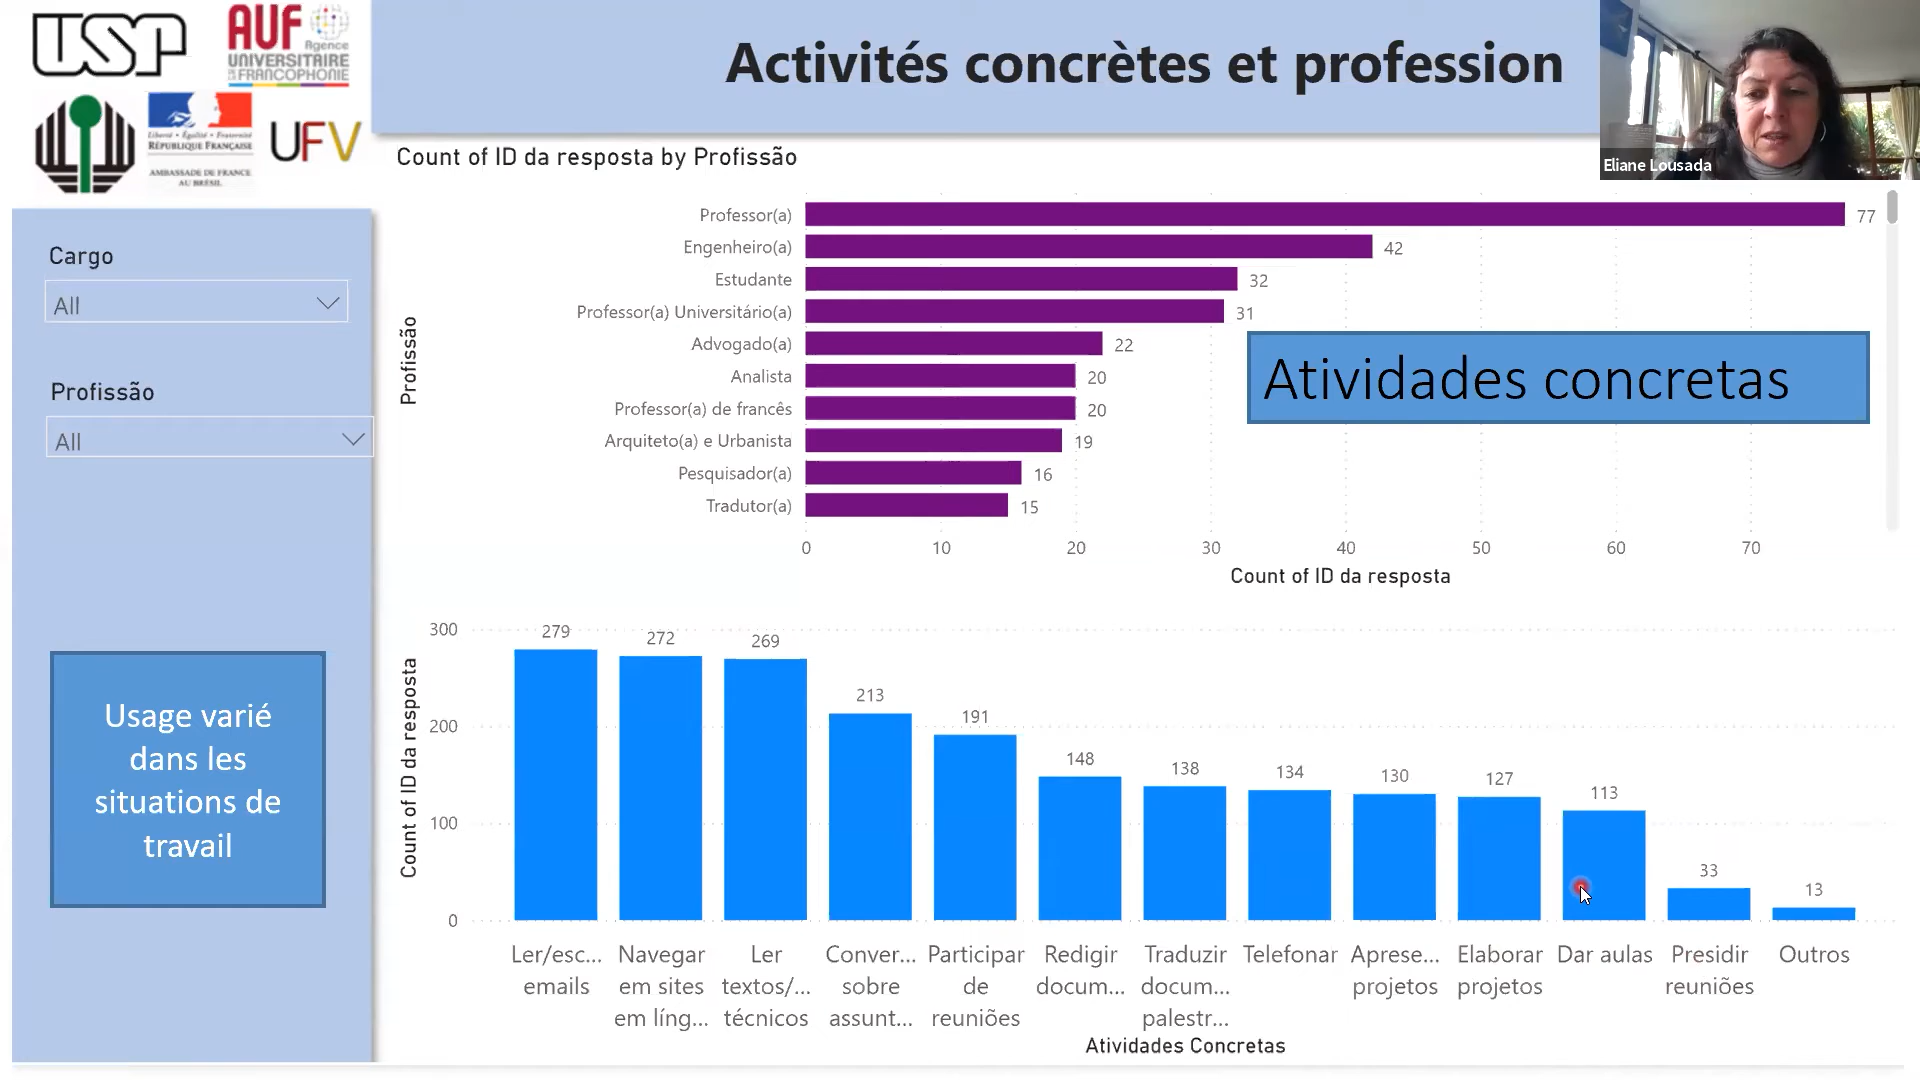 USP
AUF
Agence
UNIVERSITAIRE
DE LA FRANCOPHONIE
Liberté • Égalité • Fraternité
RÉPUBLIQUE FRANÇAISE
AMBASSADE DE FRANCE
AU BRÉSIL
UFV
Activités concrètes et profession
Eliane Lousada
Cargo
All
Profissão
All
Usage varié
dans les
situations de
travail
Count of ID da resposta by Profissão
Profissão
Professor(a) 77
Engenheiro(a) 42
Estudante 32
Professor(a) Universitário(a) 31
Advogado(a) 22
Analista 20
Professor(a) de francês 20
Arquiteto(a) e Urbanista 19
Pesquisador(a) 16
Tradutor(a) 15
0 10 20 30 40 50 60 70
Count of ID da resposta
Atividades concretas
Count of ID da resposta
300
200
100
0
279 272 269 213 191 148 138 134 130 127 113 33 13
Ler/esc... Navegar Ler Conver... Participar Redigir Traduzir Telefonar Aprese... Elaborar Dar aulas Presidir Outros
emails em sites textos/... sobre de docum... docum... projetos projetos reuniões
em líng... técnicos assunt... reuniões palestr...
Atividades Concretas